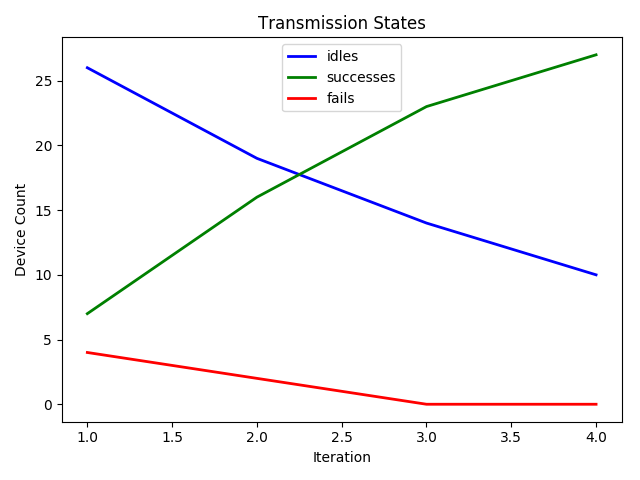 Transmission States
idles
successes
fails
Device Count
25
20
15
10
5
0
1.0 1.5 2.0 2.5 3.0 3.5 4.0
Iteration